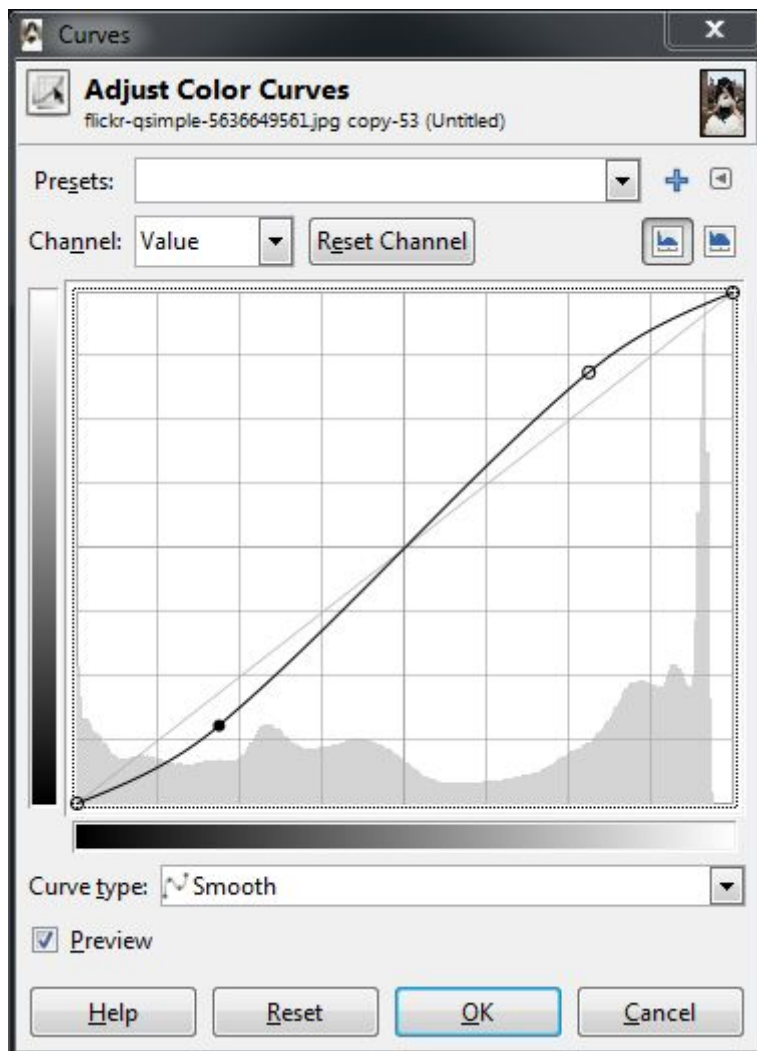 Curves
Adjust Color Curves
flickr-qsimple-5636649561.jpg copy-53 (Untitled)
Presets:
Channel: Value Reset Channel
Curve type: Smooth
Preview
Help Reset OK Cancel